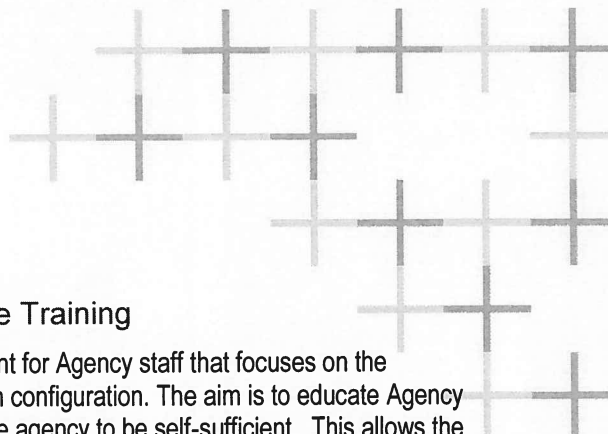 e Training
nt for Agency staff that focuses on the
n configuration. The aim is to educate Agency
e agency to be self-sufficient. This allows the